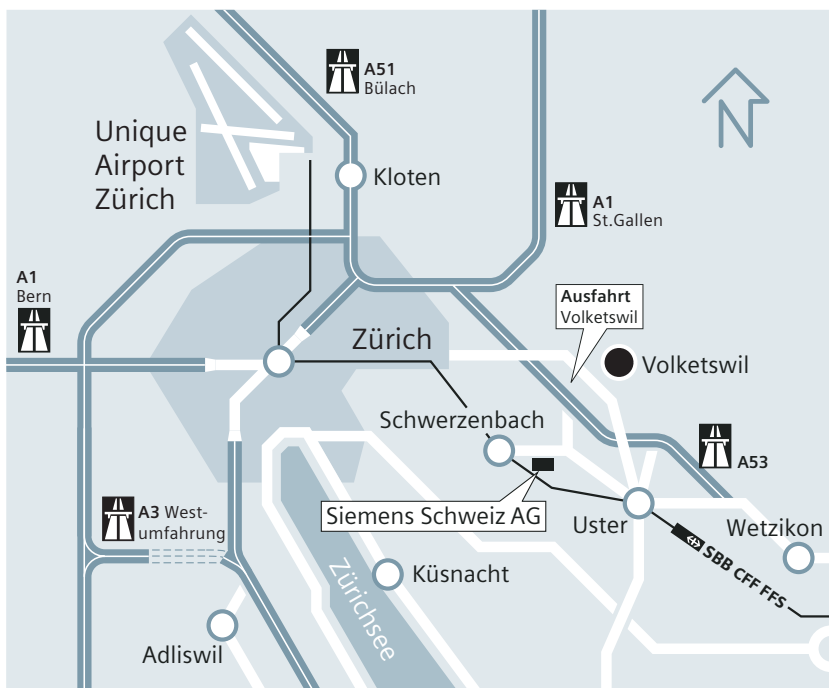 A51
Bülach
Unique
Airport
Zürich
N
Kloten
A1
St.Gallen
A1
Bern
Ausfahrt
Volketswil
Zürich
Volketswil
Schwerzenbach
A53
A3 West-
umfahrung
Siemens Schweiz AG
Uster
Wetzikon
SBB CFF FFS
Küsnacht
Zürichsee
Adliswil